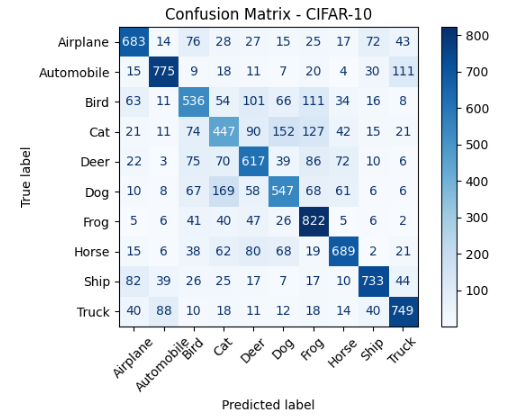 Confusion Matrix - CIFAR-10
Airplane 683 14 76 28 27 15 25 17 72 43
Automobile 15 775 9 18 11 7 20 4 30 111
Bird 63 11 536 54 101 66 111 34 16 8
Cat 21 11 74 447 90 152 127 42 15 21
Deer 22 3 75 70 617 39 86 72 10 6
Dog 10 8 67 169 58 547 68 61 6 6
Frog 5 6 41 40 47 26 822 5 6 2
Horse 15 6 38 62 80 68 19 689 2 21
Ship 82 39 26 25 17 7 17 10 733 44
Truck 40 88 10 18 11 12 18 14 40 749
Airplane Automobile Bird Cat Deer Dog Frog Horse Ship Truck
Predicted label
True label
800
700
600
500
400
300
200
100